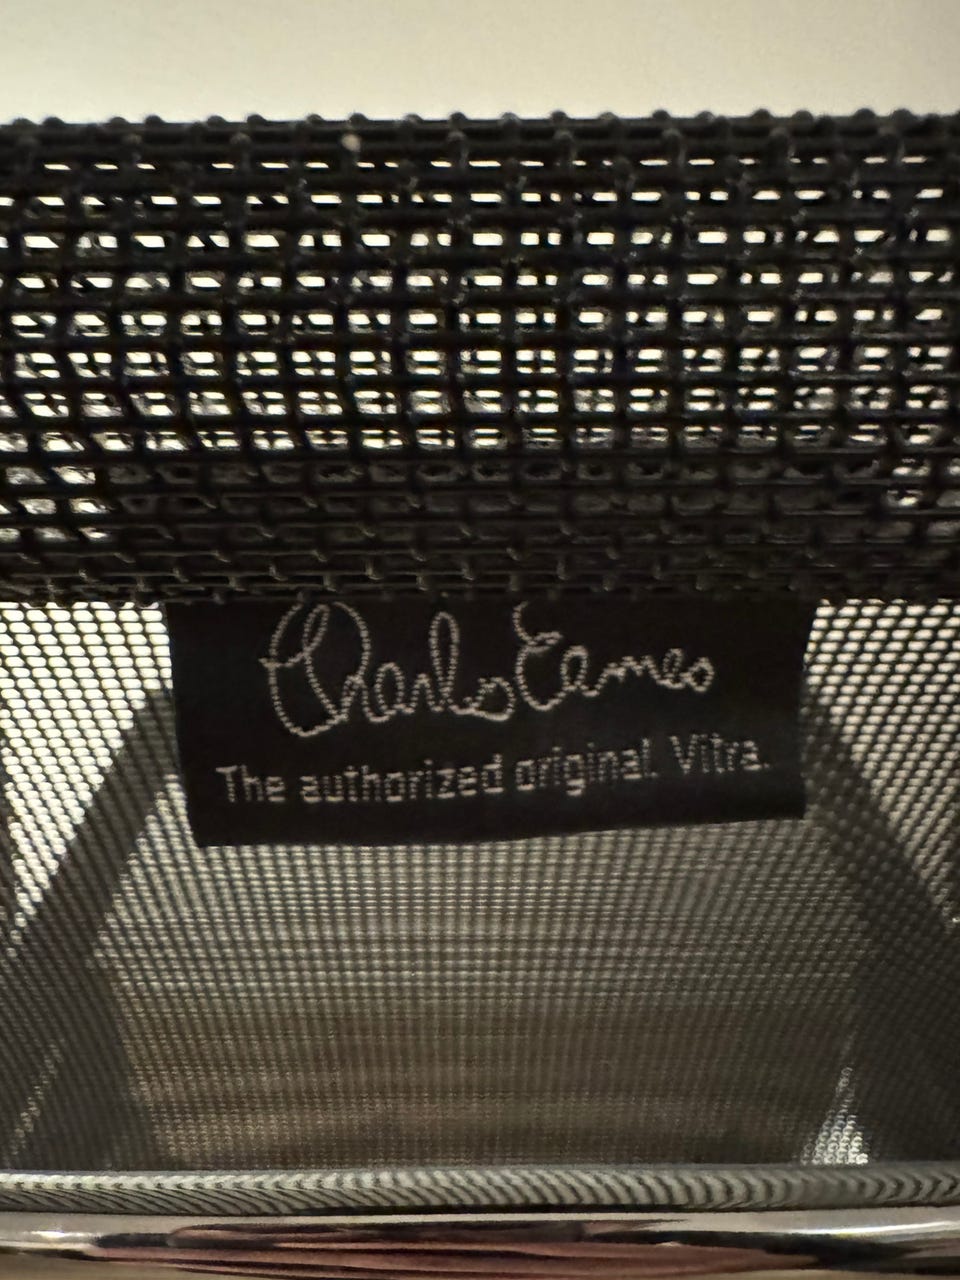 Charles Eames
The authorized original. Vitra.